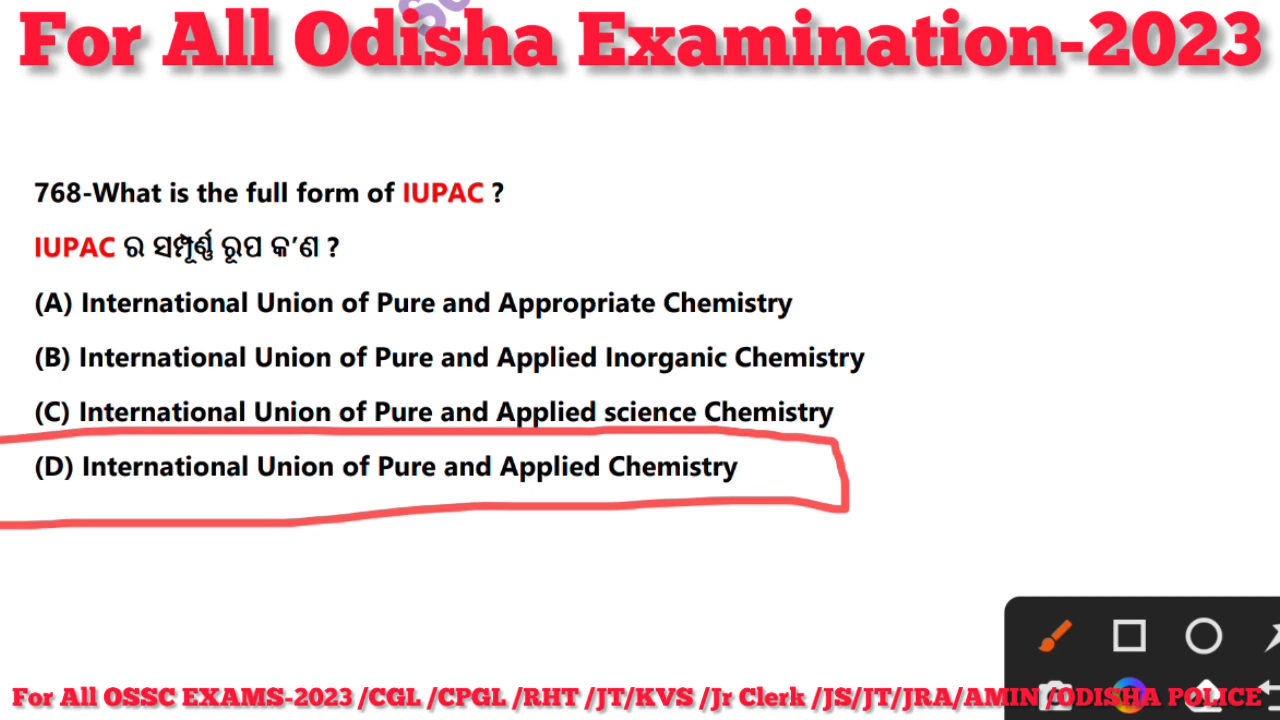 For All Odisha Examination-2023
768-What is the full form of IUPAC ?
IUPAC ର ସମ୍ପୂର୍ଣ୍ଣ ରୂପ କ'ଣ ?
(A) International Union of Pure and Appropriate Chemistry
(B) International Union of Pure and Applied Inorganic Chemistry
(C) International Union of Pure and Applied science Chemistry
(D) International Union of Pure and Applied Chemistry
For All OSSC EXAMS-2023 /CGL /CPGL /RHT /JT/KVS /Jr Clerk /JS/JT/JRA/AMIN /ODISHA POLICE